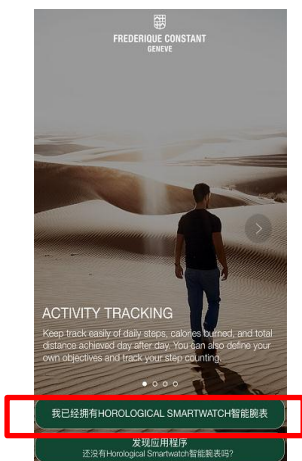 FREDERIQUE CONSTANT
GENEVE
ACTIVITY TRACKING
Keep track easily of daily steps, calories burned, and total
distance achieved day after day. You can also define your
own objectives and track your step counting.
我已经拥有HOROLOGICAL SMARTWATCH智能腕表
发现应用程序
还没有Horological Smartwatch智能腕表吗?